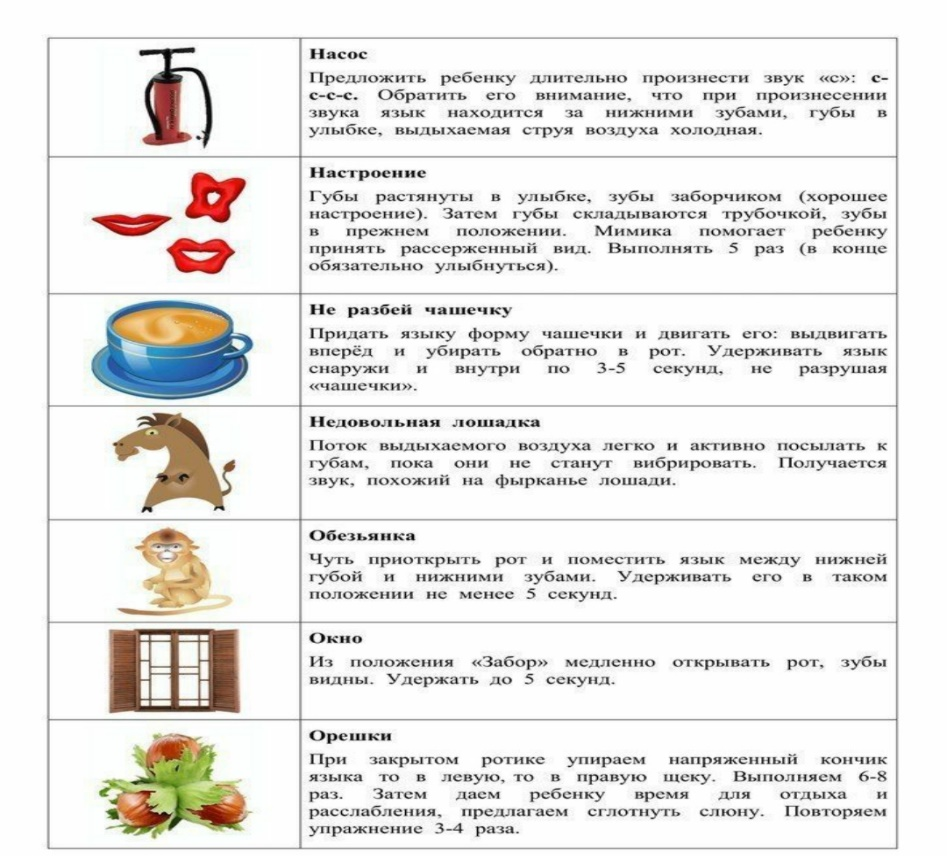 Насос
Предложить ребенку длительно произнести звук «с»: с-
с-с-с. Обратить его внимание, что при произнесении
звука язык находится за нижними зубами, губы в
улыбке, выдыхаемая струя воздуха холодная.
Настроение
Губы растянуты в улыбке, зубы заборчиком (хорошее
настроение). Затем губы складываются трубочкой, зубы
в прежнем положении. Мимика помогает ребенку
принять рассерженный вид. Выполнять 5 раз (в конце
обязательно улыбнуться).
Не разбей чашечку
Придать языку форму чашечки и двигать его: выдвигать
вперёд и убирать обратно в рот. Удерживать язык
снаружи и внутри по 3-5 секунд, не разрушая
«чашечки».
Недовольная лошадка
Поток выдыхаемого воздуха легко и активно посылать к
губам, пока они не станут вибрировать. Получается
звук, похожий на фырканье лошади.
Обезьянка
Чуть приоткрыть рот и поместить язык между нижней
губой и нижними зубами. Удерживать его в таком
положении не менее 5 секунд.
Окно
Из положения «Забор» медленно открывать рот, зубы
видны. Удержать до 5 секунд.
Орешки
При закрытом ротике упираем напряженный кончик
языка то в левую, то в правую щеку. Выполняем 6-8
раз. Затем даем ребенку время для отдыха и
расслабления, предлагаем сглотнуть слюну. Повторяем
упражнение 3-4 раза.